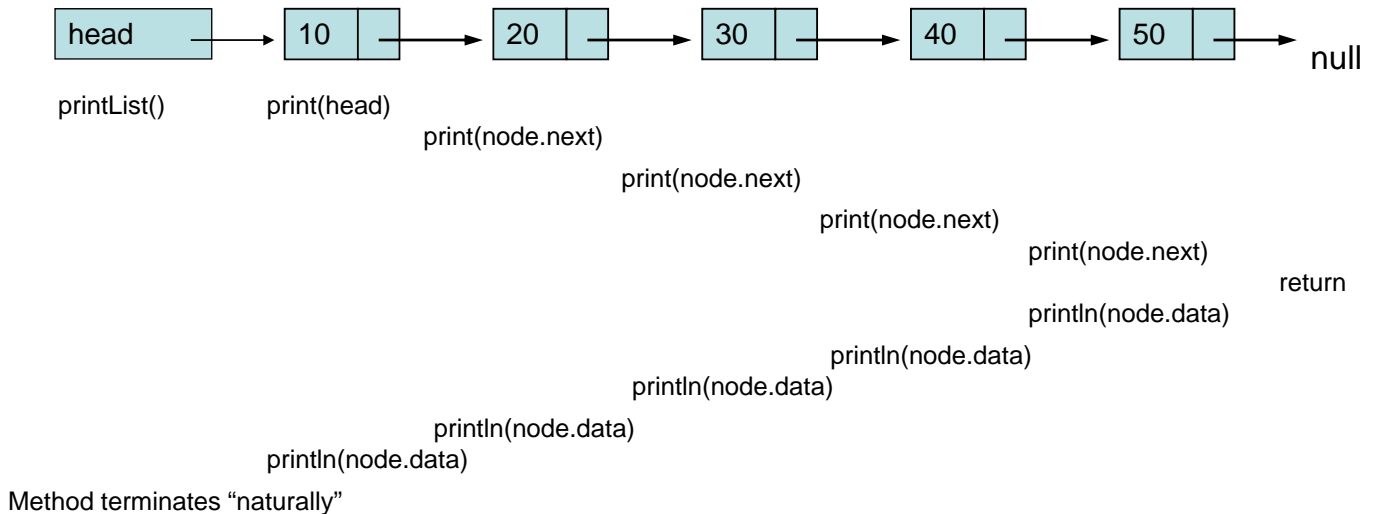 head 10 20 30 40 50 null
printList() print(head)
print(node.next)
print(node.next)
print(node.next)
print(node.next)
return
println(node.data)
println(node.data)
println(node.data)
println(node.data)
println(node.data)
Method terminates “naturally”